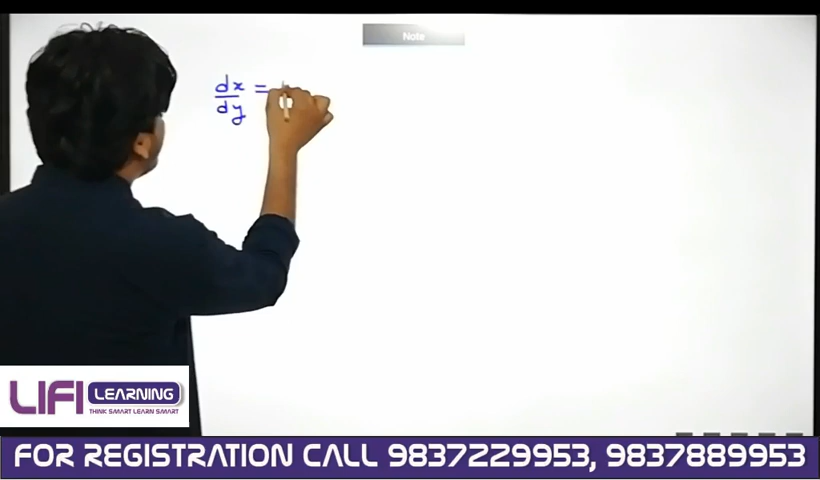 Note
dx
dy =
LIFI LEARNING
THINK SMART LEARN SMART
FOR REGISTRATION CALL 9837229953, 9837889953